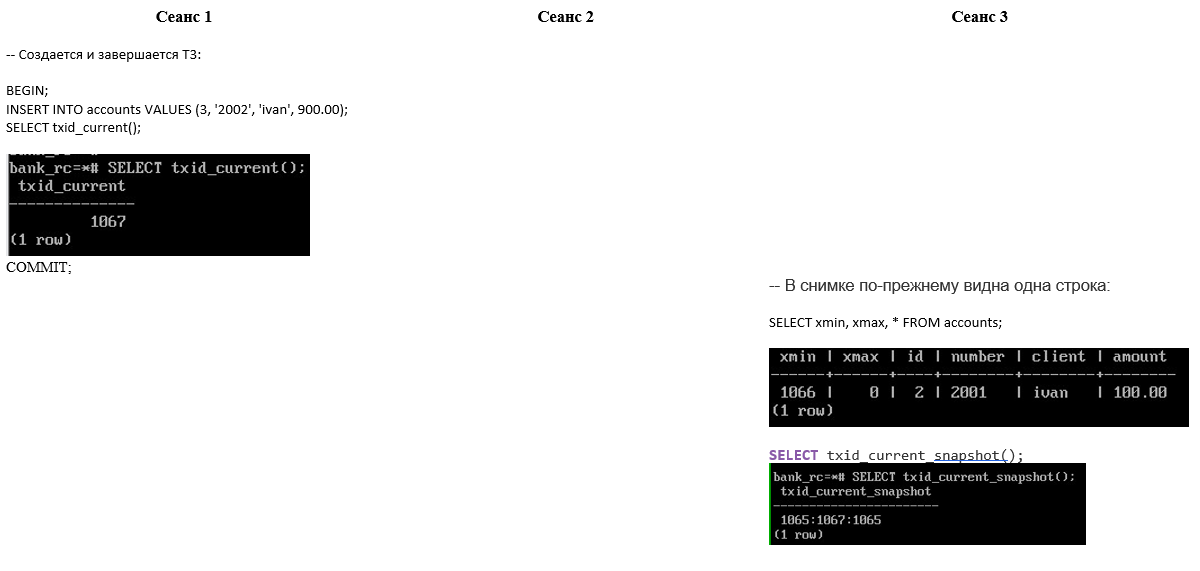 Сеанс 1
Сеанс 2
Сеанс 3
-- Создается и завершается T3:
BEGIN;
INSERT INTO accounts VALUES (3, '2002', 'ivan', 900.00);
SELECT txid_current();
bank_rc=*# SELECT txid_current();
txid_current
--------------
1067
(1 row)
COMMIT;
-- В снимке по-прежнему видна одна строка:
SELECT xmin, xmax, * FROM accounts;
xmin | xmax | id | number | client | amount
------+------+----+--------+--------+--------
1066 | 0 | 2 | 2001 | ivan | 100.00
(1 row)
SELECT txid_current_snapshot();
bank_rc=*# SELECT txid_current_snapshot();
txid_current_snapshot
-----------------------
1065:1067:1065
(1 row)